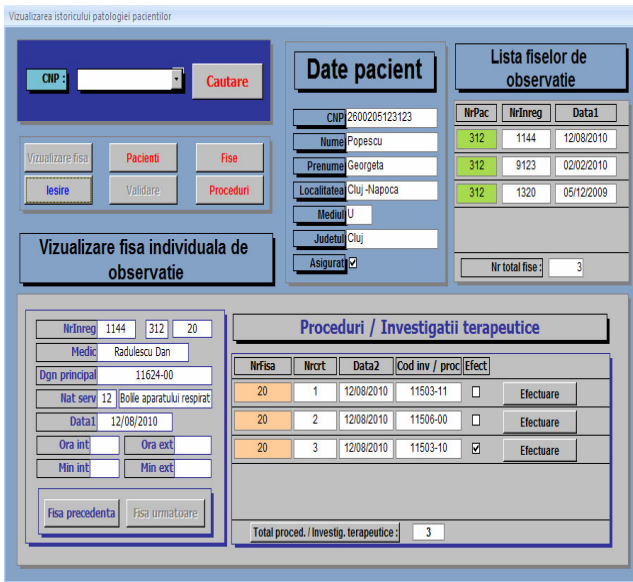 Vizualizarea istoricului patologiei pacientilor
CNP :
Cautare
Vizualizare fisa
Pacienti
Fise
Iesire
Validare
Proceduri
Vizualizare fisa individuala de
observatie
Date pacient
CNP 2600205123123
Nume Popescu
Prenume Georgeta
Localitatea Cluj -Napoca
Mediul U
Judetul Cluj
Asigurat
Lista fiselor de
observatie
NrPac NrInreg Data1
312 1144 12/08/2010
312 9123 02/02/2010
312 1320 05/12/2009
Nr total fise : 3
NrInreg 1144 312 20
Medic Radulescu Dan
Dgn principal 11624-00
Nat serv 12 Bolile aparatului respirat
Data1 12/08/2010
Ora int Ora ext
Min int Min ext
Fisa precedenta Fisa urmatoare
Proceduri / Investigatii terapeutice
NrFisa Nrcrt Data2 Cod inv / proc Efect
20 1 12/08/2010 11503-11 Efectuare
20 2 12/08/2010 11506-00 Efectuare
20 3 12/08/2010 11503-10 Efectuare
Total proced. / Investig. terapeutice : 3